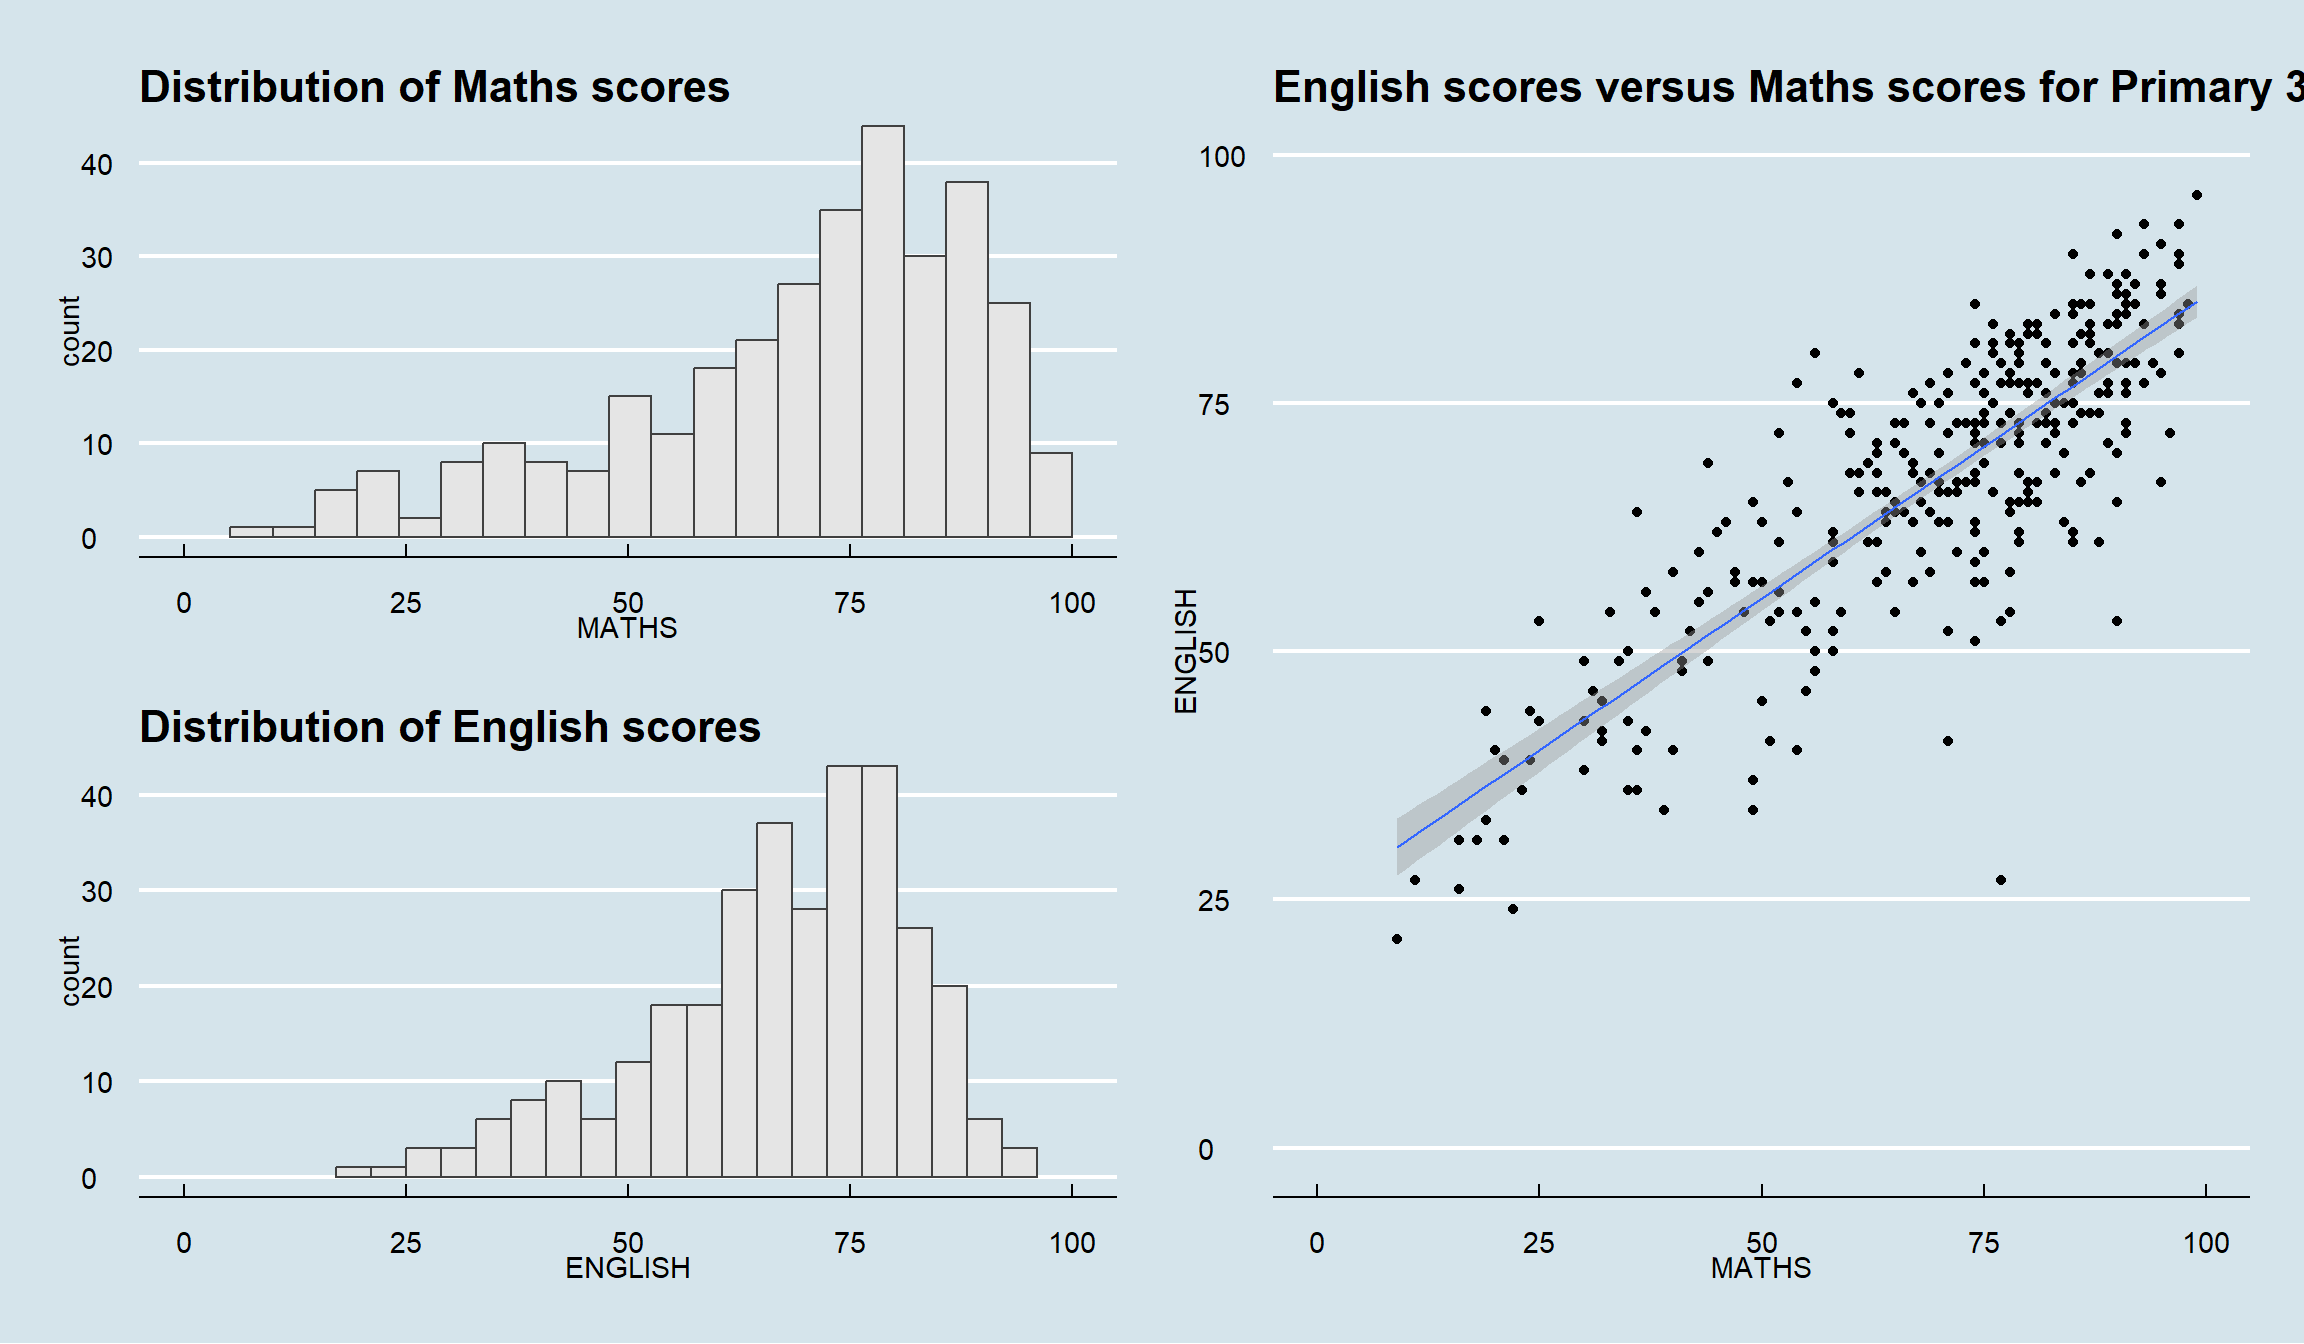 Distribution of Maths scores
count
40
30
20
10
0
0 25 50 75 100
MATHS
Distribution of English scores
count
40
30
20
10
0
0 25 50 75 100
ENGLISH
English scores versus Maths scores for Primary 3
ENGLISH
100
75
50
25
0
0 25 50 75 100
MATHS